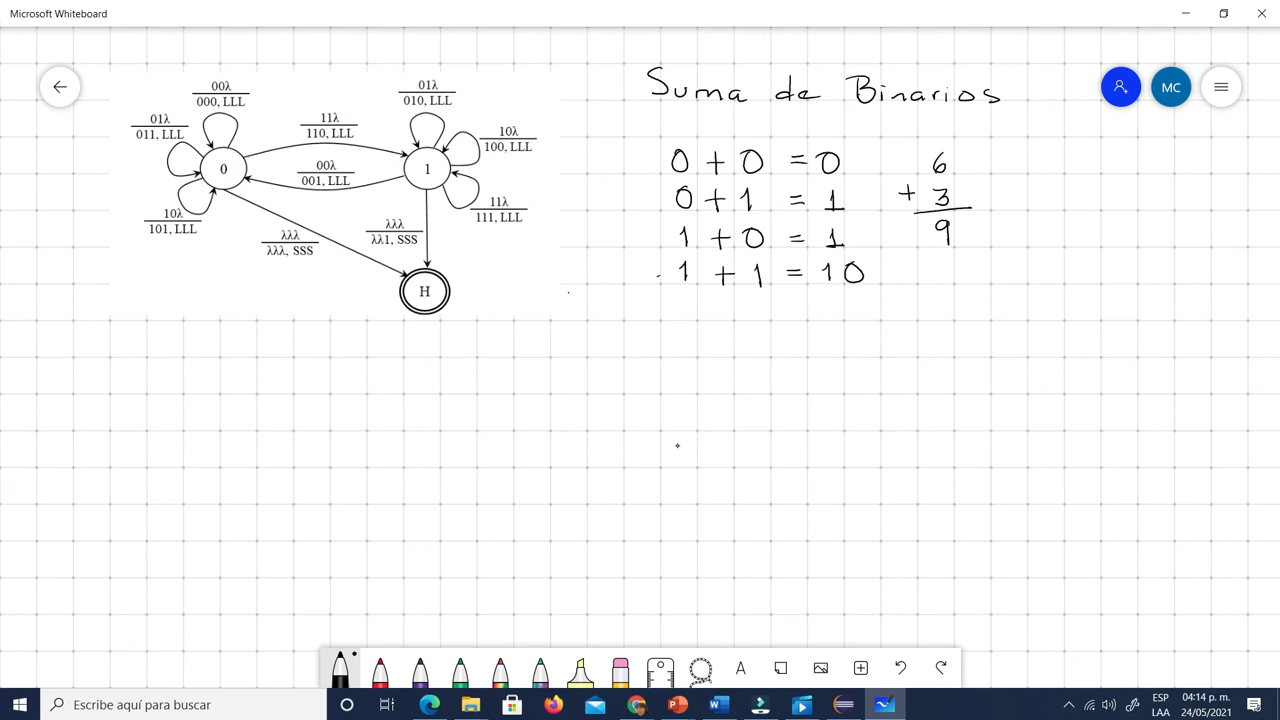 Microsoft Whiteboard
Suma de Binarios
MC
00λ
000, LLL
01λ
010, LLL
01λ
011, LLL
11λ
110, LLL
10λ
100, LLL
0
00λ
001, LLL
1
10λ
101, LLL
11λ
111, LLL
λλλ
λλλ, SSS
λλλ
λλ1, SSS
H
0 + 0 = 0
0 + 1 = 1
1 + 0 = 1
1 + 1 = 10
6
+ 3
9
A
Escribe aquí para buscar
ESP
LAA
04:14 p. m.
24/05/2021